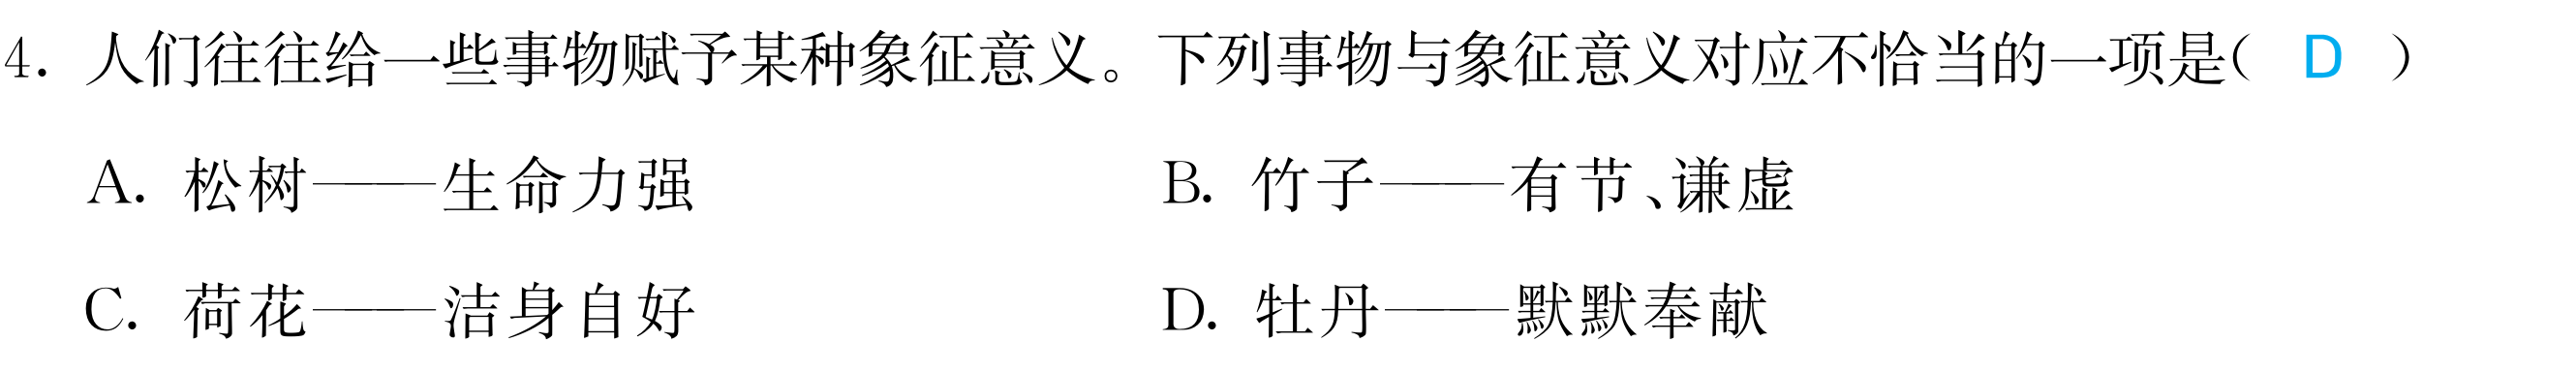 4. 人们往往给一些事物赋予某种象征意义。下列事物与象征意义对应不恰当的一项是( D )
A. 松树——生命力强 B. 竹子——有节、谦虚
C. 荷花——洁身自好 D. 牡丹——默默奉献